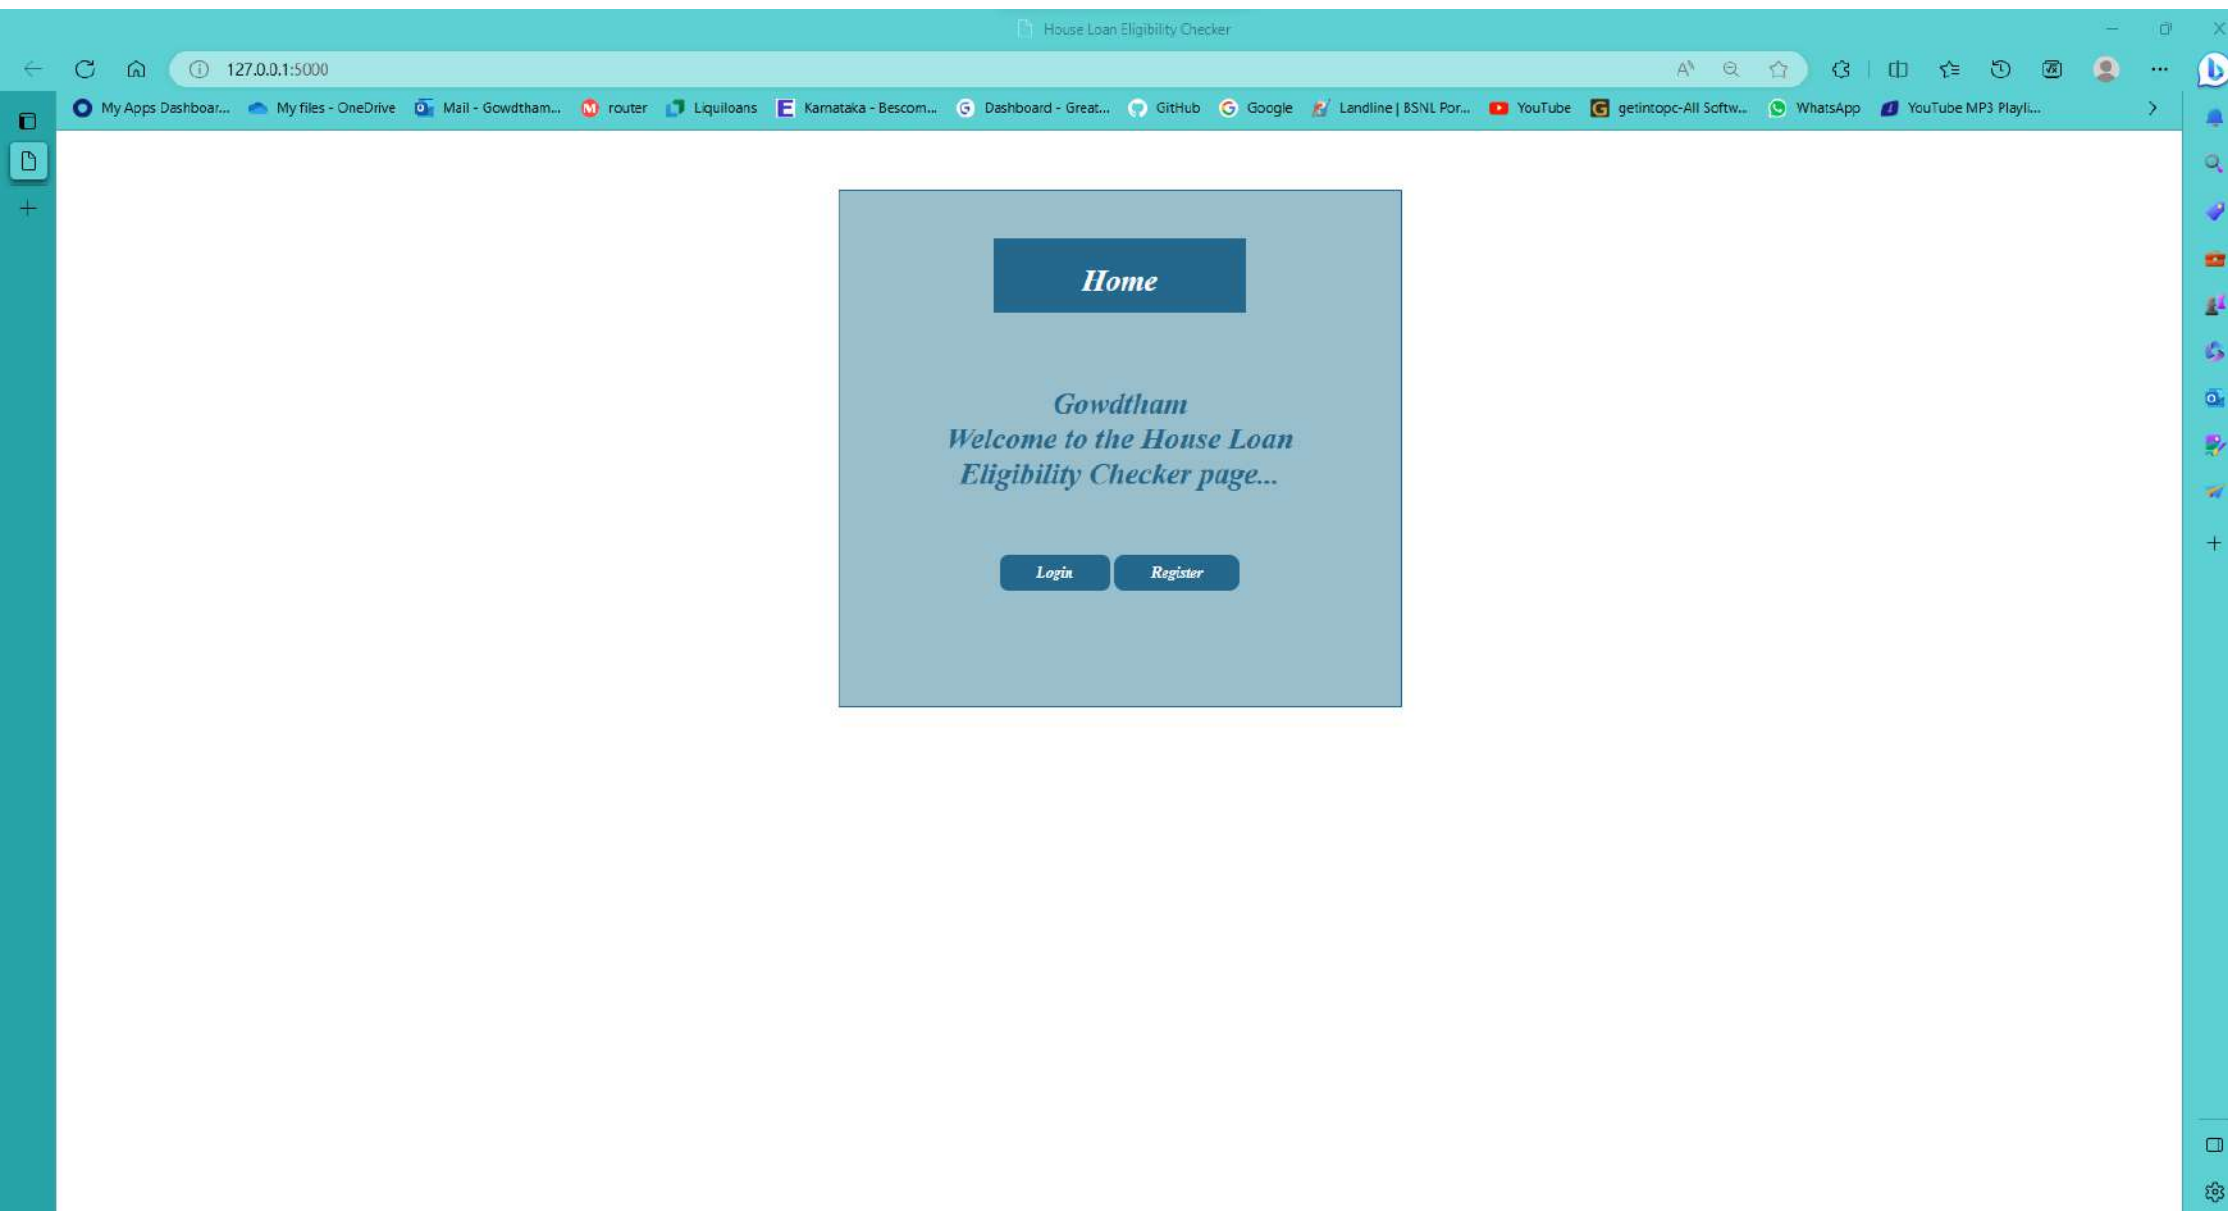 House Loan Eligibility Checker
127.0.0.1:5000
My Apps Dashboar... My files - OneDrive Mail - Gowdtham... router Liquiloans Karnataka - Bescom... Dashboard - Great... GitHub Google Landline | BSNL Por... YouTube getintopc-All Softw... WhatsApp YouTube MP3 Playli...
Home
Gowdtham
Welcome to the House Loan
Eligibility Checker page...
Login Register